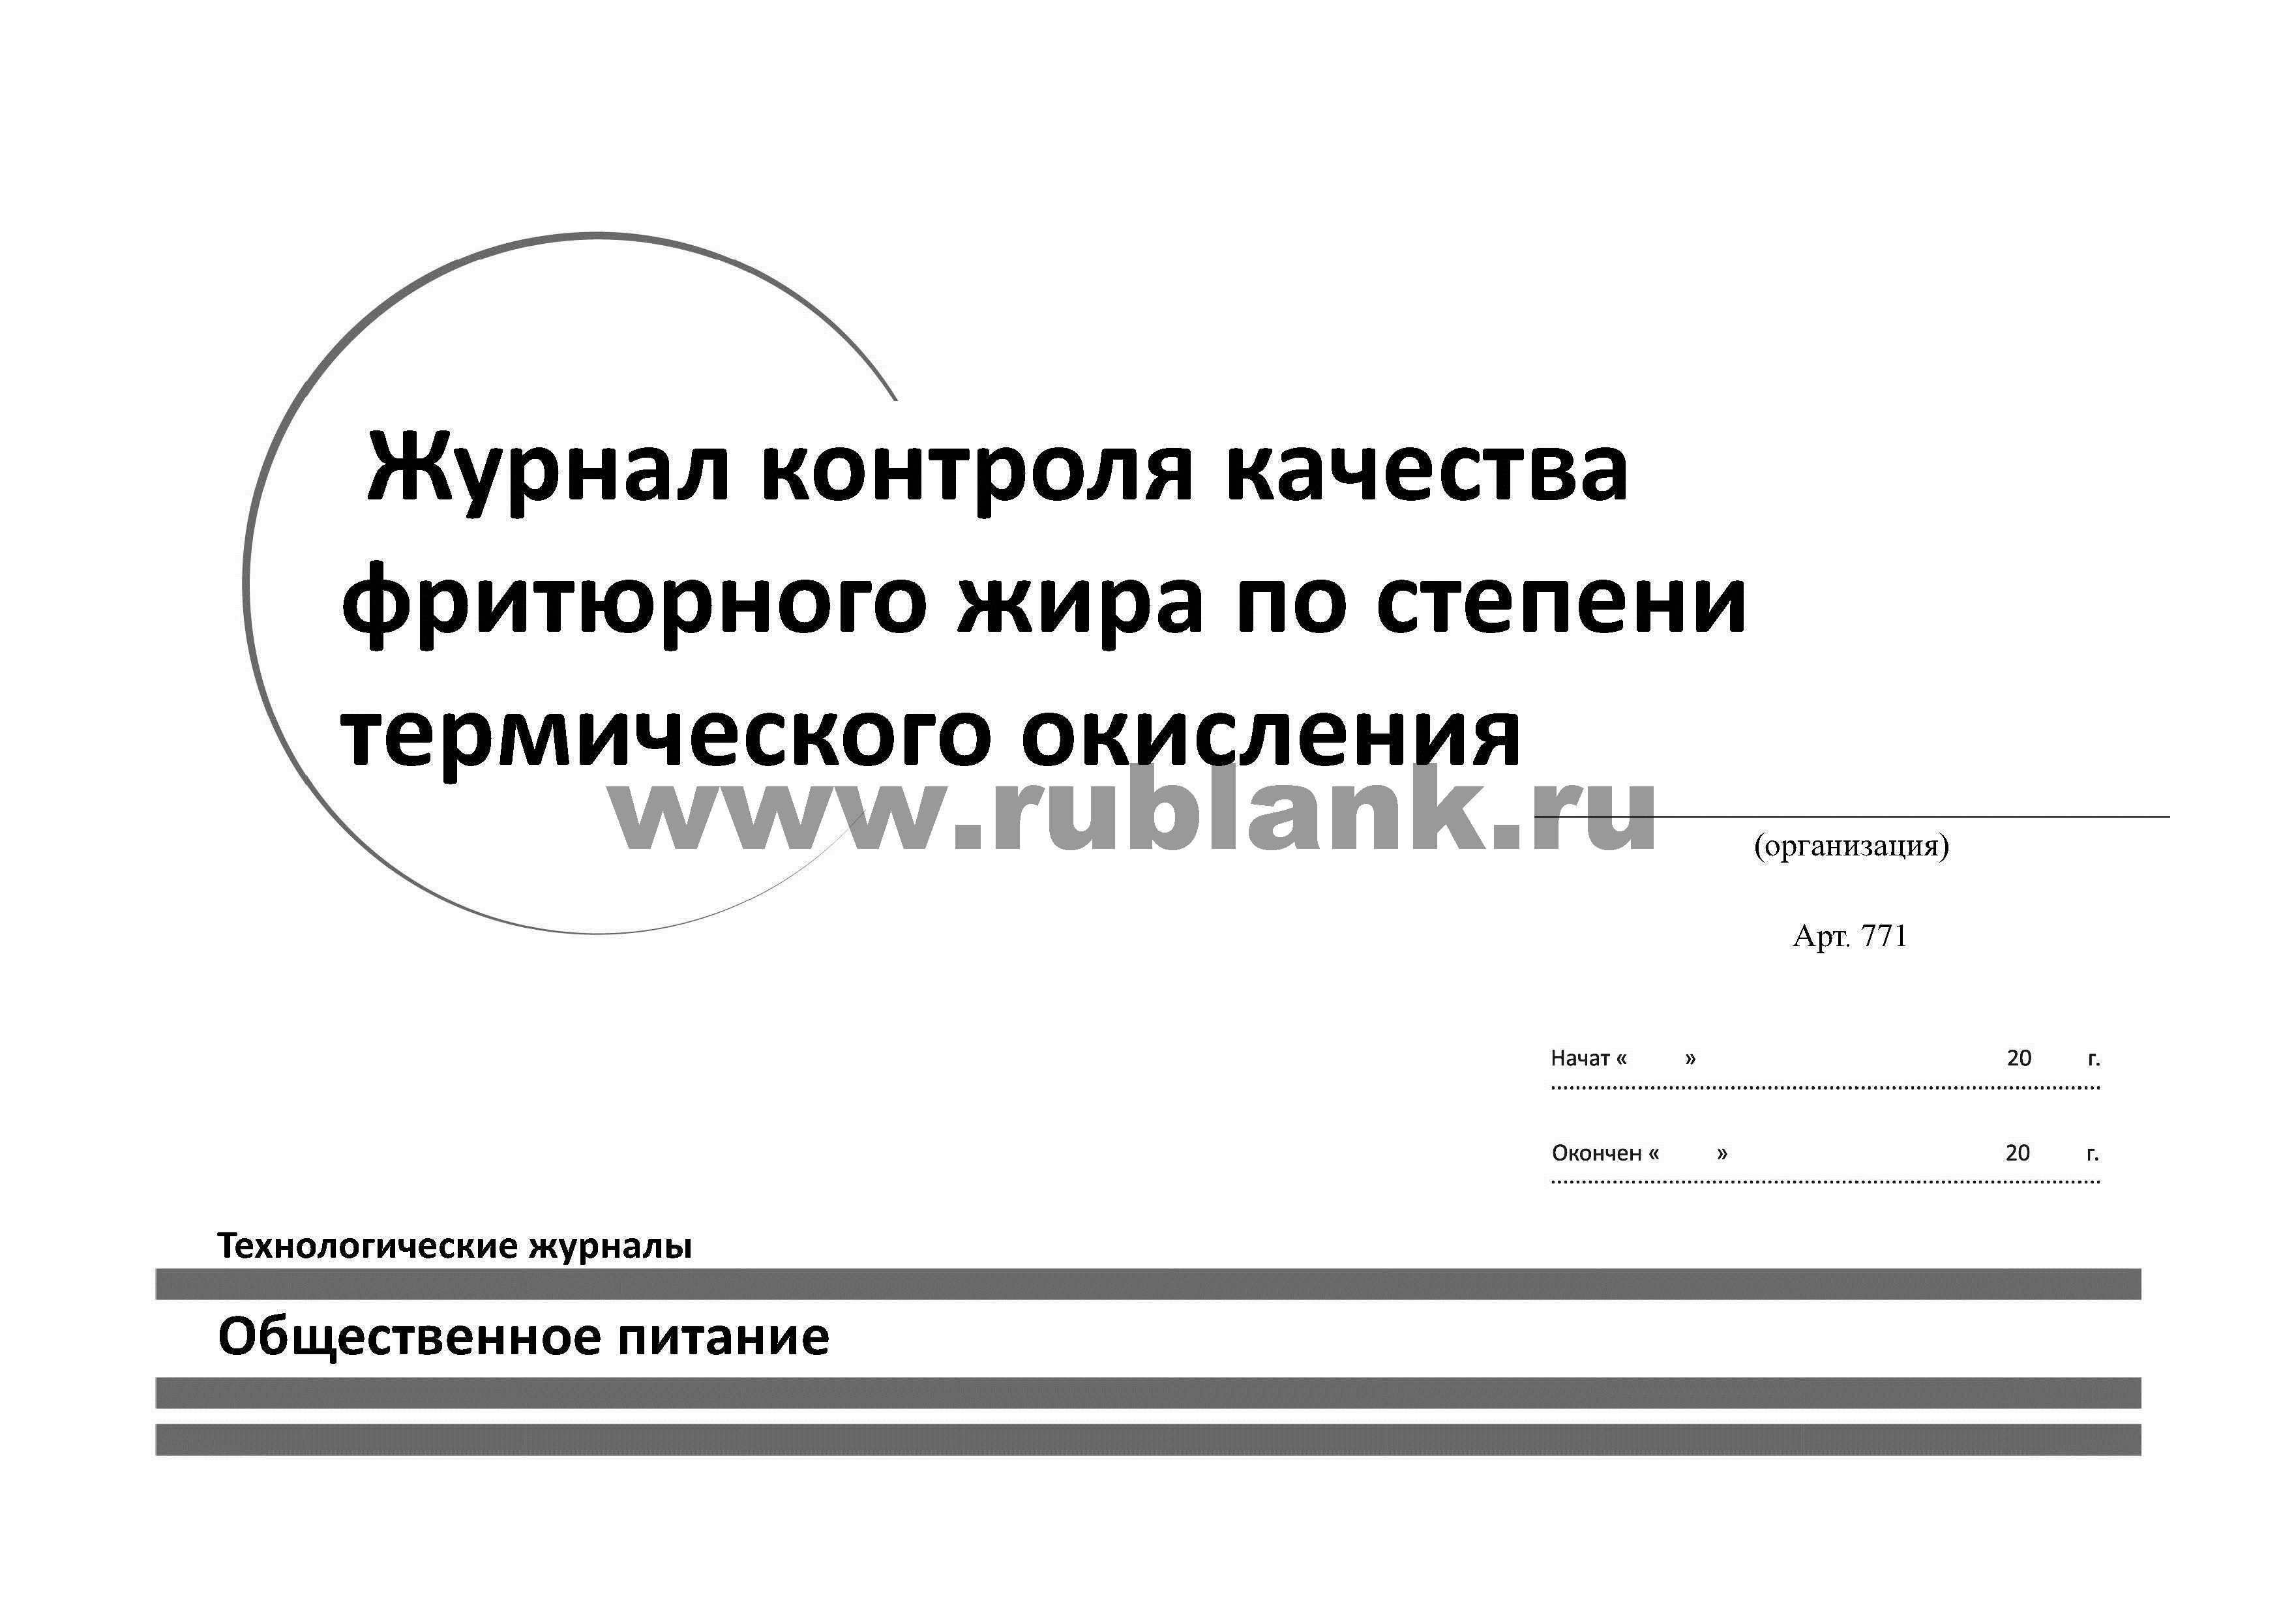 Журнал контроля качества
фритюрного жира по степени
термического окисления
www.rublank.ru
(организация)
Арт. 771
Начат « » 20 г.
Окончен « » 20 г.
Технологические журналы
Общественное питание